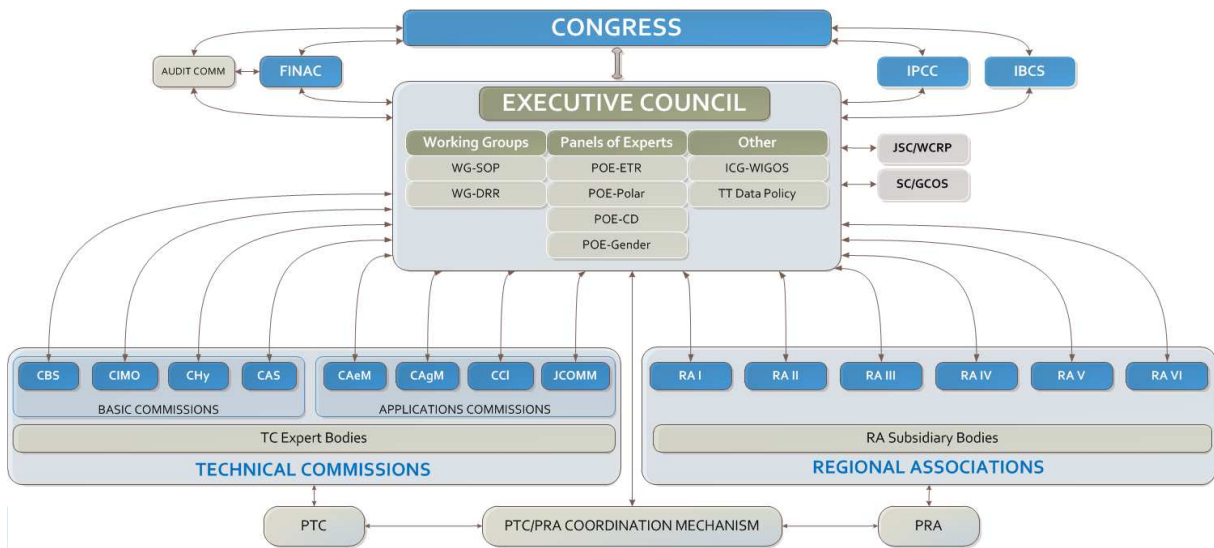 CONGRESS
AUDIT COMM
FINAC
IPCC
IBCS
EXECUTIVE COUNCIL
Working Groups
Panels of Experts
Other
WG-SOP
POE-ETR
ICG-WIGOS
WG-DRR
POE-Polar
TT Data Policy
POE-CD
POE-Gender
JSC/WCRP
SC/GCOS
CBS
CIMO
CHy
CAS
CAeM
CAgM
CCl
JCOMM
BASIC COMMISSIONS
APPLICATIONS COMMISSIONS
TC Expert Bodies
TECHNICAL COMMISSIONS
RA I
RA II
RA III
RA IV
RA V
RA VI
RA Subsidiary Bodies
REGIONAL ASSOCIATIONS
PTC
PTC/PRA COORDINATION MECHANISM
PRA